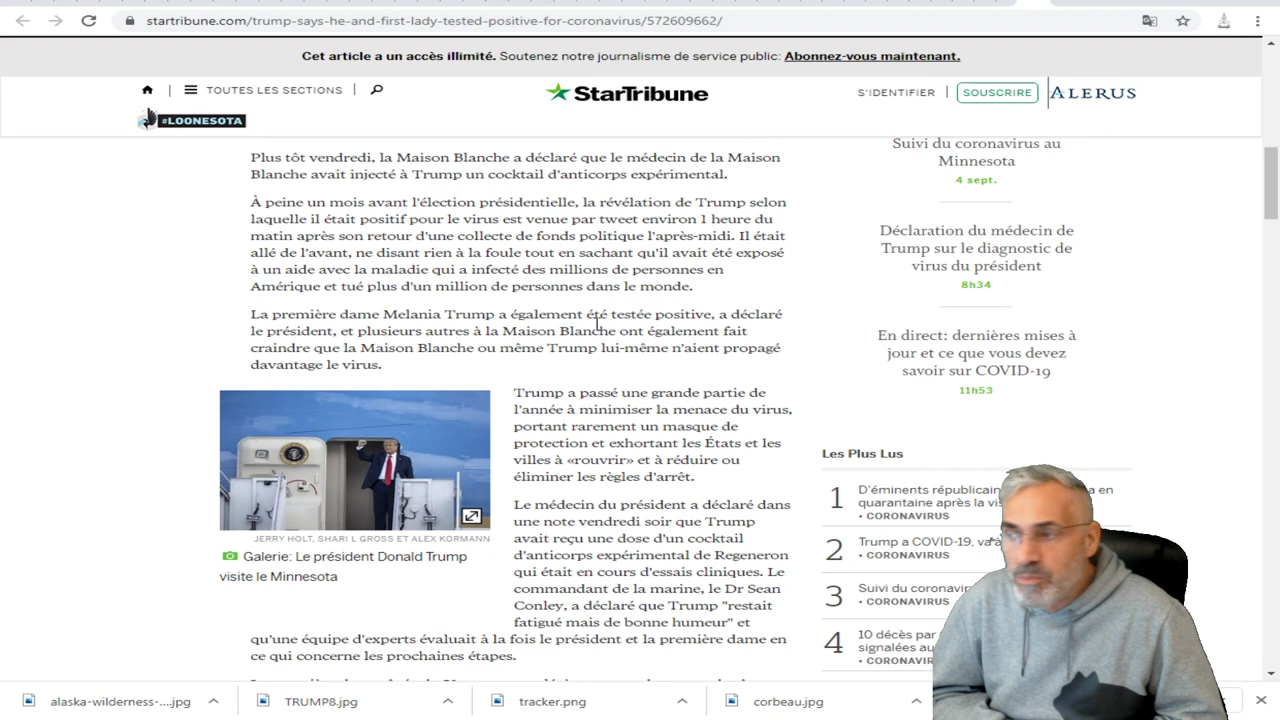 startribune.com/trump-says-he-and-first-lady-tested-positive-for-coronavirus/572609662/
Cet article a un accès illimité. Soutenez notre journalisme de service public: Abonnez-vous maintenant.
TOUTES LES SECTIONS
StarTribune
S'IDENTIFIER
SOUSCRIRE
ALERUS
#LOONESOTA
Plus tôt vendredi, la Maison Blanche a déclaré que le médecin de la Maison
Blanche avait injecté à Trump un cocktail d'anticorps expérimental.
À peine un mois avant l'élection présidentielle, la révélation de Trump selon
laquelle il était positif pour le virus est venue par tweet environ 1 heure du
matin après son retour d'une collecte de fonds politique l'après-midi. Il était
allé de l'avant, ne disant rien à la foule tout en sachant qu'il avait été exposé
à un aide avec la maladie qui a infecté des millions de personnes en
Amérique et tué plus d'un million de personnes dans le monde.
La première dame Melania Trump a également été testée positive, a déclaré
le président, et plusieurs autres à la Maison Blanche ont également fait
craindre que la Maison Blanche ou même Trump lui-même n'aient propagé
davantage le virus.
JERRY HOLT, SHARI L GROSS ET ALEX KORMANN
Galerie: Le président Donald Trump
visite le Minnesota
Trump a passé une grande partie de
l'année à minimiser la menace du virus,
portant rarement un masque de
protection et exhortant les États et les
villes à «rouvrir» et à réduire ou
éliminer les règles d'arrêt.
Le médecin du président a déclaré dans
une note vendredi soir que Trump
avait reçu une dose d'un cocktail
d'anticorps expérimental de Regeneron
qui était en cours d'essais cliniques. Le
commandant de la marine, le Dr Sean
Conley, a déclaré que Trump "restait
fatigué mais de bonne humeur" et
qu'une équipe d'experts évaluait à la fois le président et la première dame en
ce qui concerne les prochaines étapes.
Suivi du coronavirus au
Minnesota
4 sept.
Déclaration du médecin de
Trump sur le diagnostic de
virus du président
8h34
En direct: dernières mises à
jour et ce que vous devez
savoir sur COVID-19
11h53
Les Plus Lus
1 D'éminents républicain a en
quarantaine après la vis
• CORONAVIRUS
2 Trump a COVID-19, va à
• CORONAVIRUS
3 Suivi du coronavir
• CORONAVIRUS
4 10 décès par
signalées au
• CORONAVIR
alaska-wilderness-....jpg
TRUMP8.jpg
tracker.png
corbeau.jpg